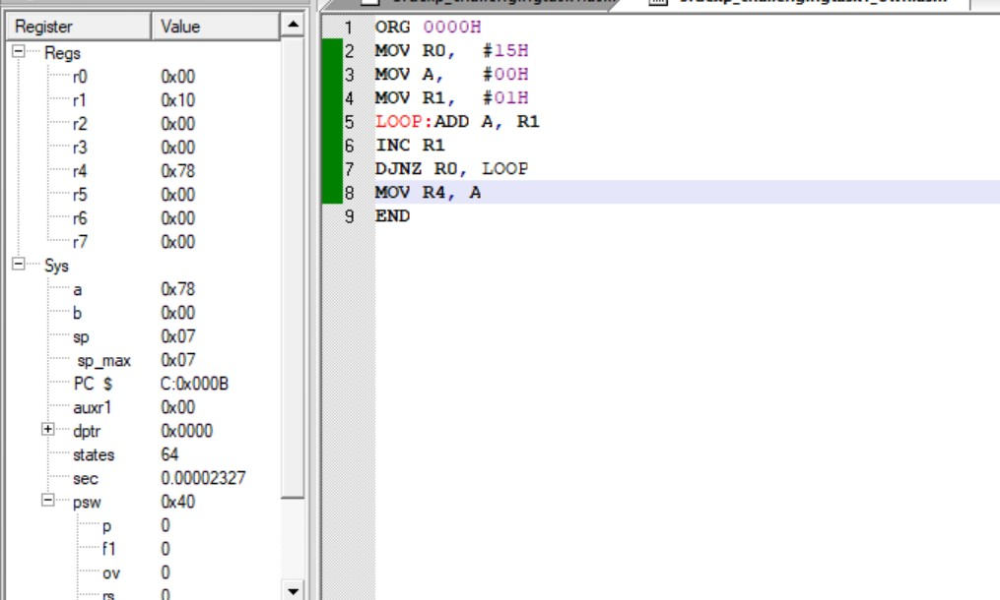 Register Value
Regs
r0 0x00
r1 0x10
r2 0x00
r3 0x00
r4 0x78
r5 0x00
r6 0x00
r7 0x00
Sys
a 0x78
b 0x00
sp 0x07
sp_max 0x07
PC $ C:0x000B
auxr1 0x00
dptr 0x0000
states 64
sec 0.00002327
psw 0x40
p 0
f1 0
ov 0
rs 0
1 ORG 0000H
2 MOV R0, #15H
3 MOV A, #00H
4 MOV R1, #01H
5 LOOP:ADD A, R1
6 INC R1
7 DJNZ R0, LOOP
8 MOV R4, A
9 END